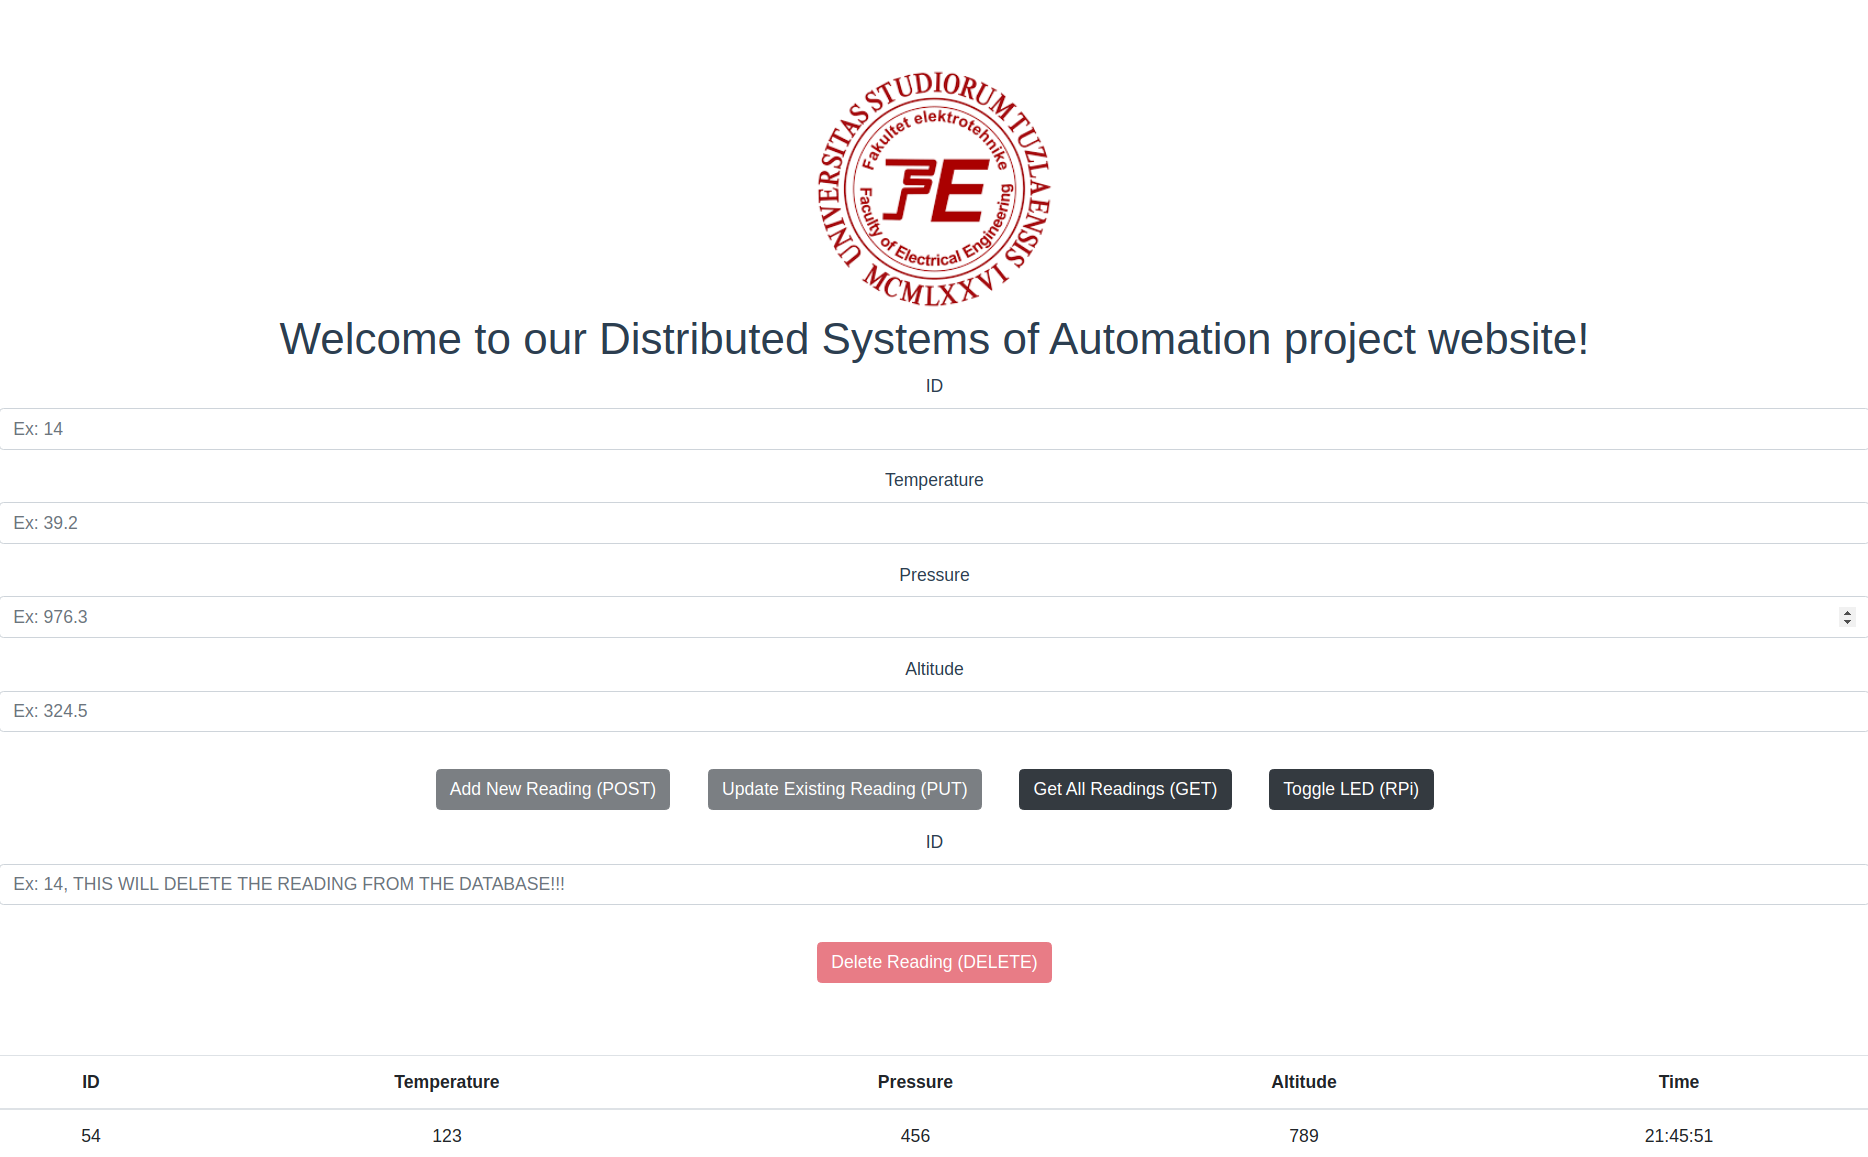 UNIVERSITAS STUDIORUM TUZLAENSIS
MCMLXXVI
Fakultet elektrotehnike
Faculty of Electrical Engineering
FE
Welcome to our Distributed Systems of Automation project website!
ID
Ex: 14
Temperature
Ex: 39.2
Pressure
Ex: 976.3
Altitude
Ex: 324.5
Add New Reading (POST) Update Existing Reading (PUT) Get All Readings (GET) Toggle LED (RPi)
ID
Ex: 14, THIS WILL DELETE THE READING FROM THE DATABASE!!!
Delete Reading (DELETE)
ID Temperature Pressure Altitude Time
54 123 456 789 21:45:51